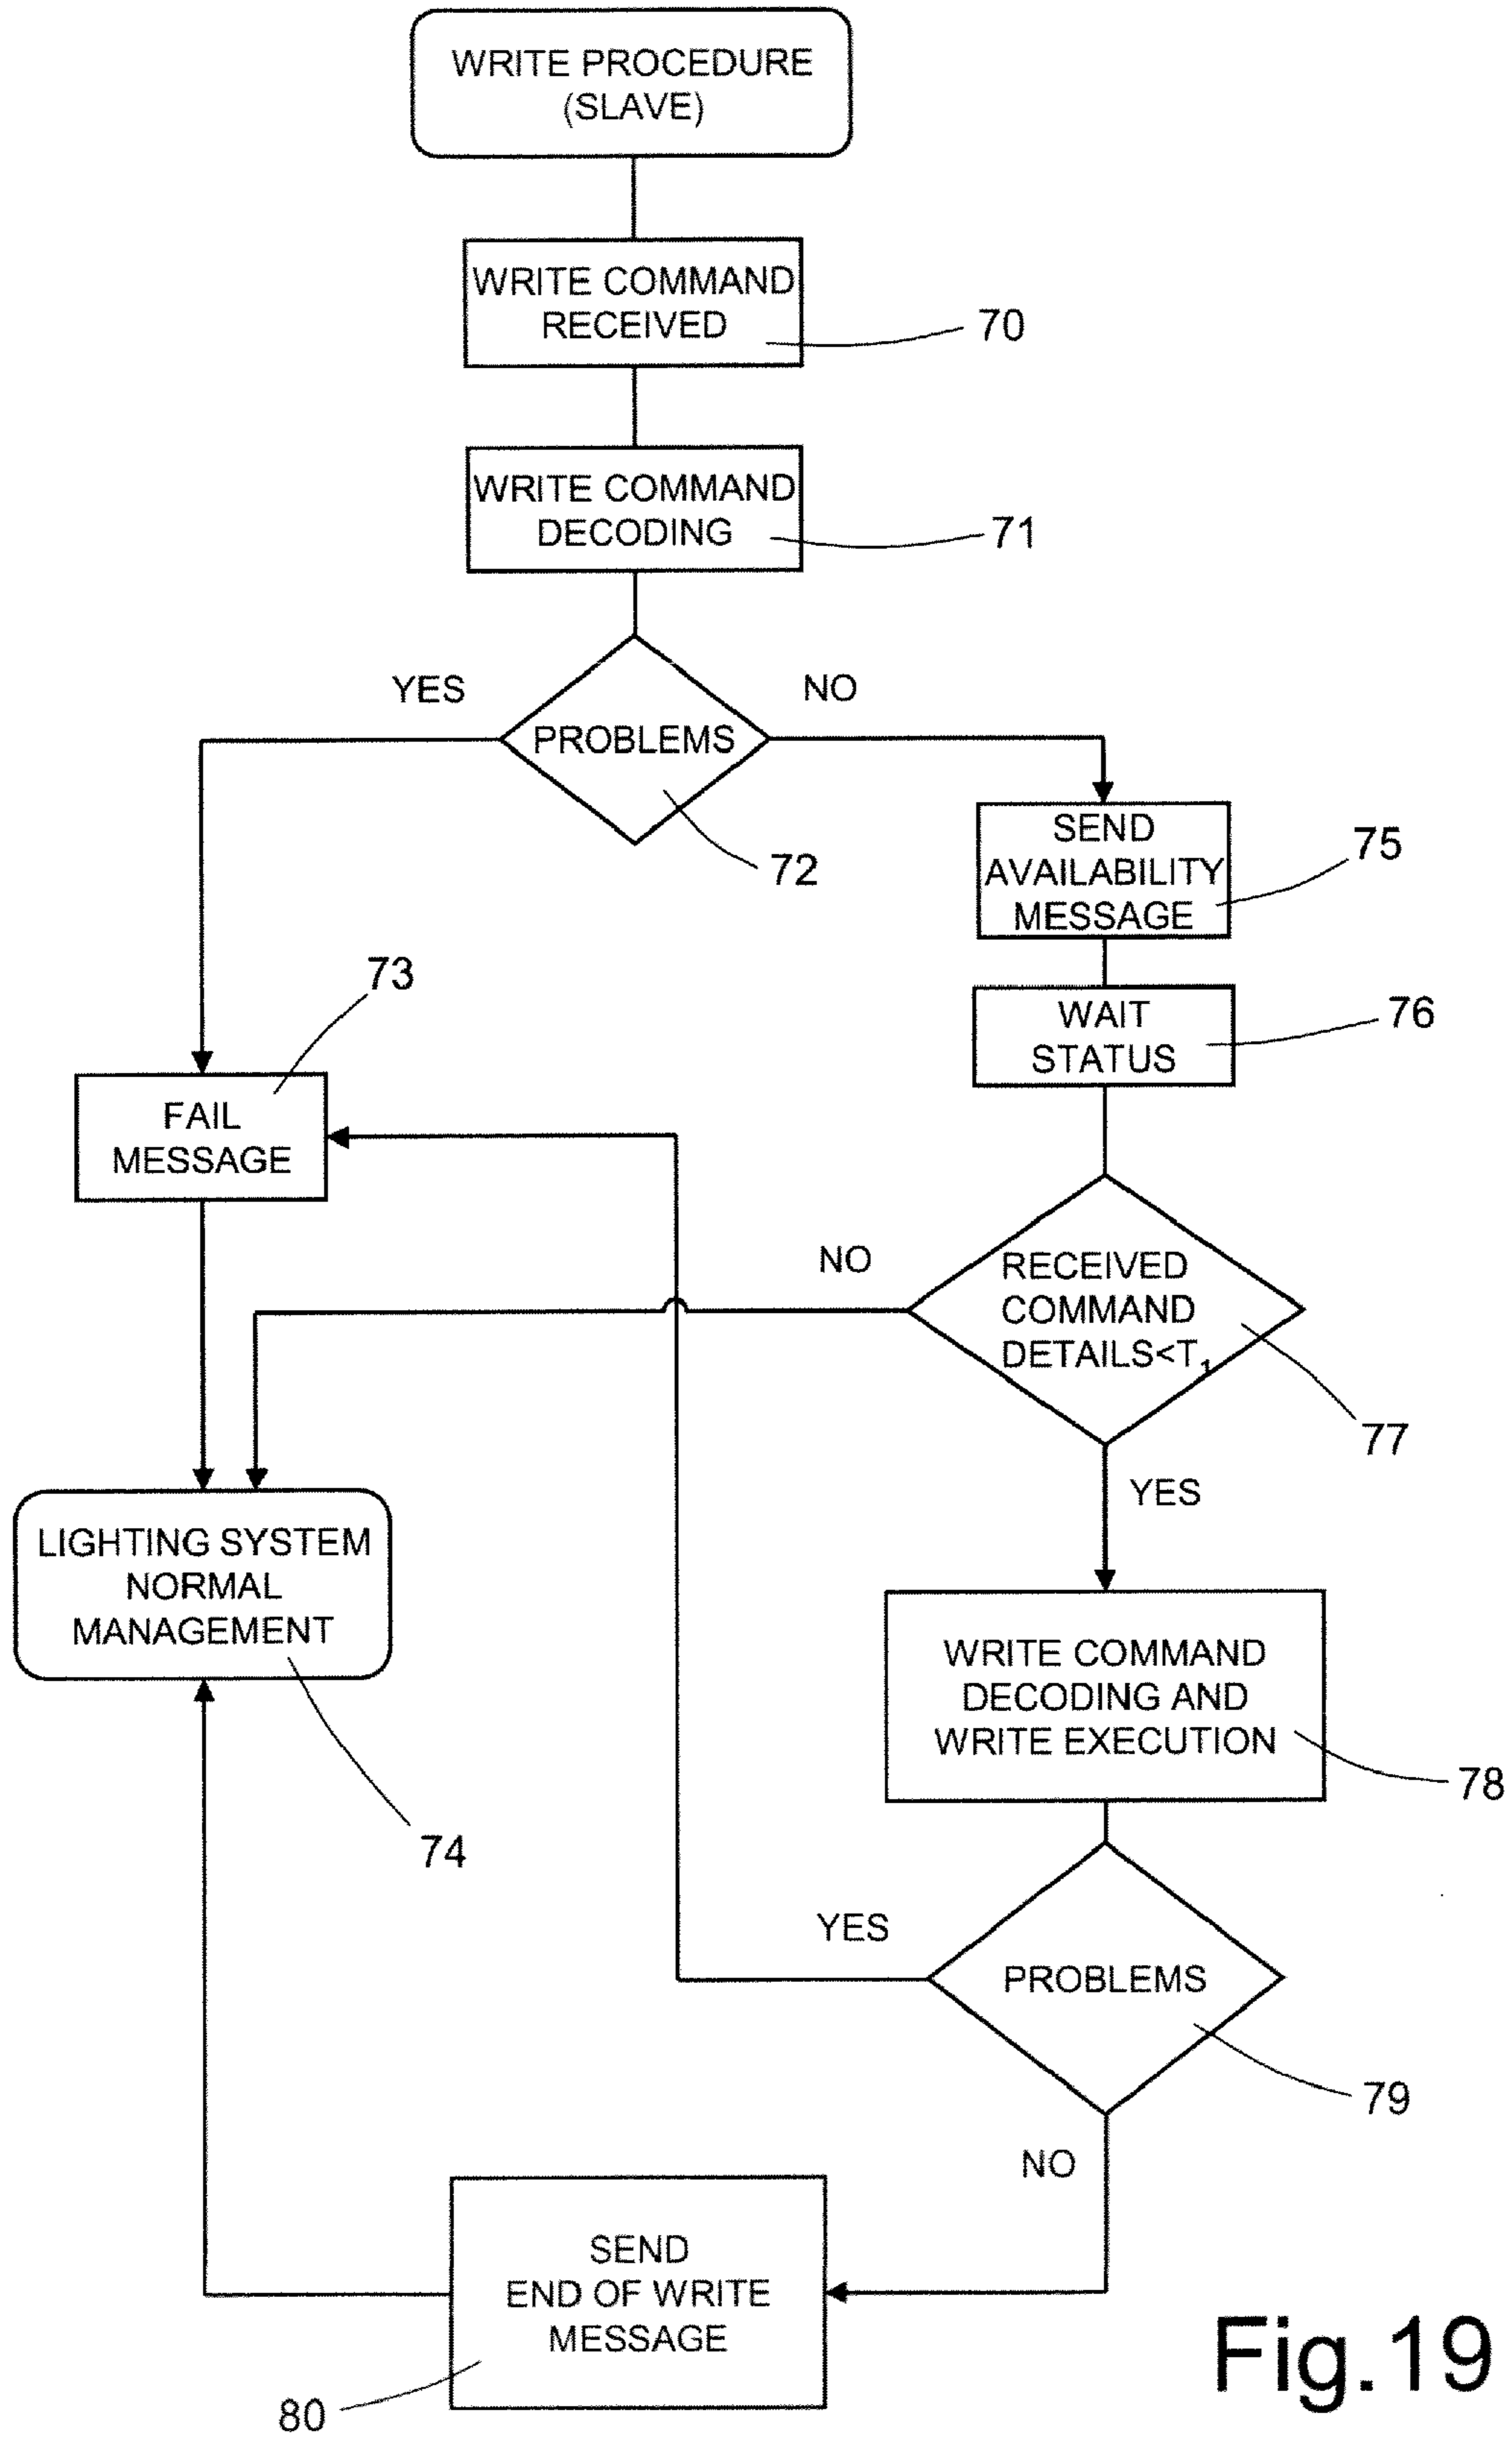 WRITE PROCEDURE
(SLAVE)
WRITE COMMAND
RECEIVED
70
WRITE COMMAND
DECODING
71
YES
NO
PROBLEMS
72
SEND
AVAILABILITY
MESSAGE
75
73
WAIT
STATUS
76
FAIL
MESSAGE
NO
RECEIVED
COMMAND
DETAILS<T₁
77
YES
LIGHTING SYSTEM
NORMAL
MANAGEMENT
74
WRITE COMMAND
DECODING AND
WRITE EXECUTION
78
YES
PROBLEMS
79
NO
SEND
END OF WRITE
MESSAGE
80
Fig.19